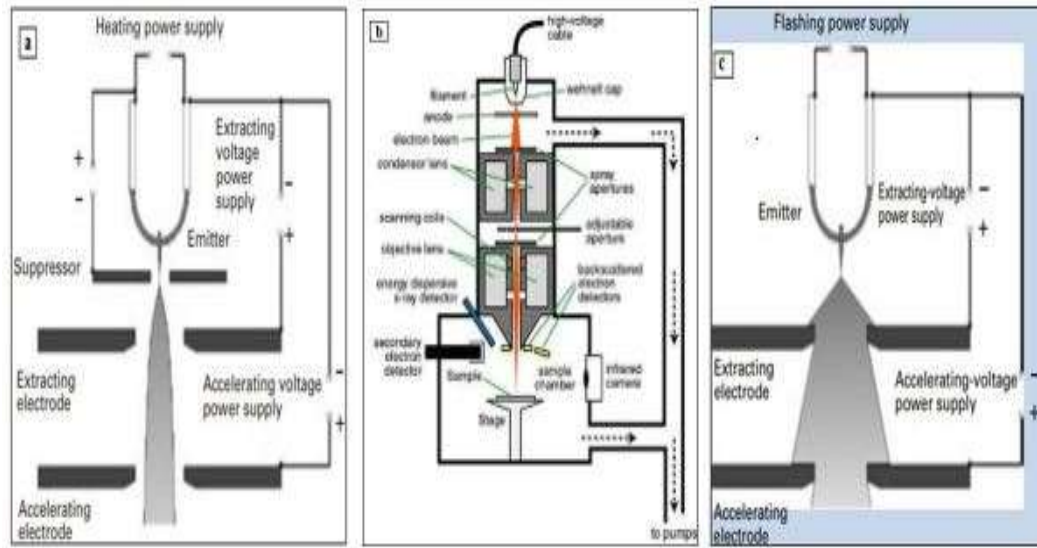 a
Heating power supply
+
-
Extracting
voltage
power
supply
-
+
Emitter
Suppressor
Extracting
electrode
Accelerating voltage
power supply
-
+
Accelerating
electrode
b
high-voltage
cable
filament
wehnelt cap
anode
electron beam
condensor lens
spray
apertures
scanning coils
adjustable
aperture
objective lens
energy dispersive
x-ray detector
backscattered
electron
detectors
secondary
electron
detector
Sample
sample
chamber
infrared
camera
Stage
to pumps
Flashing power supply
c
Emitter
Extracting-voltage
power supply
-
+
Extracting
electrode
Accelerating-voltage
power supply
-
+
Accelerating
electrode